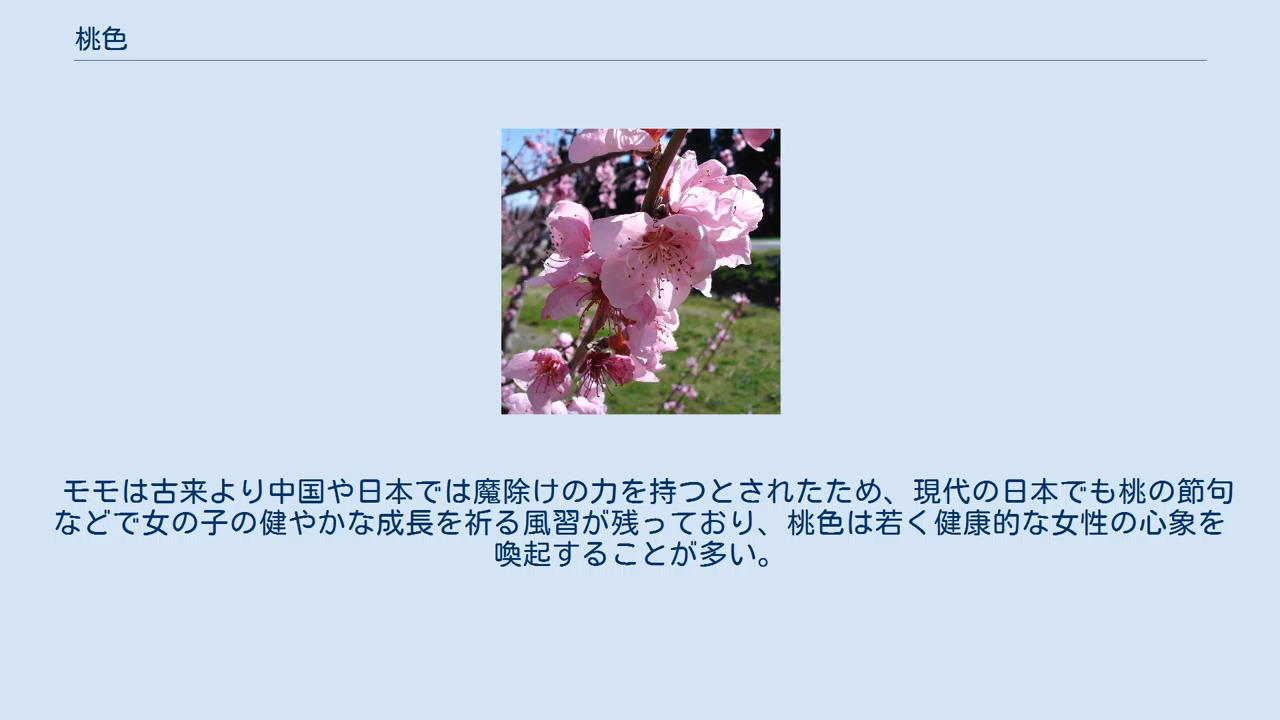 桃色
モモは古来より中国や日本では魔除けの力を持つとされたため、現代の日本でも桃の節句
などで女の子の健やかな成長を祈る風習が残っており、桃色は若く健康的な女性の心象を
喚起することが多い。